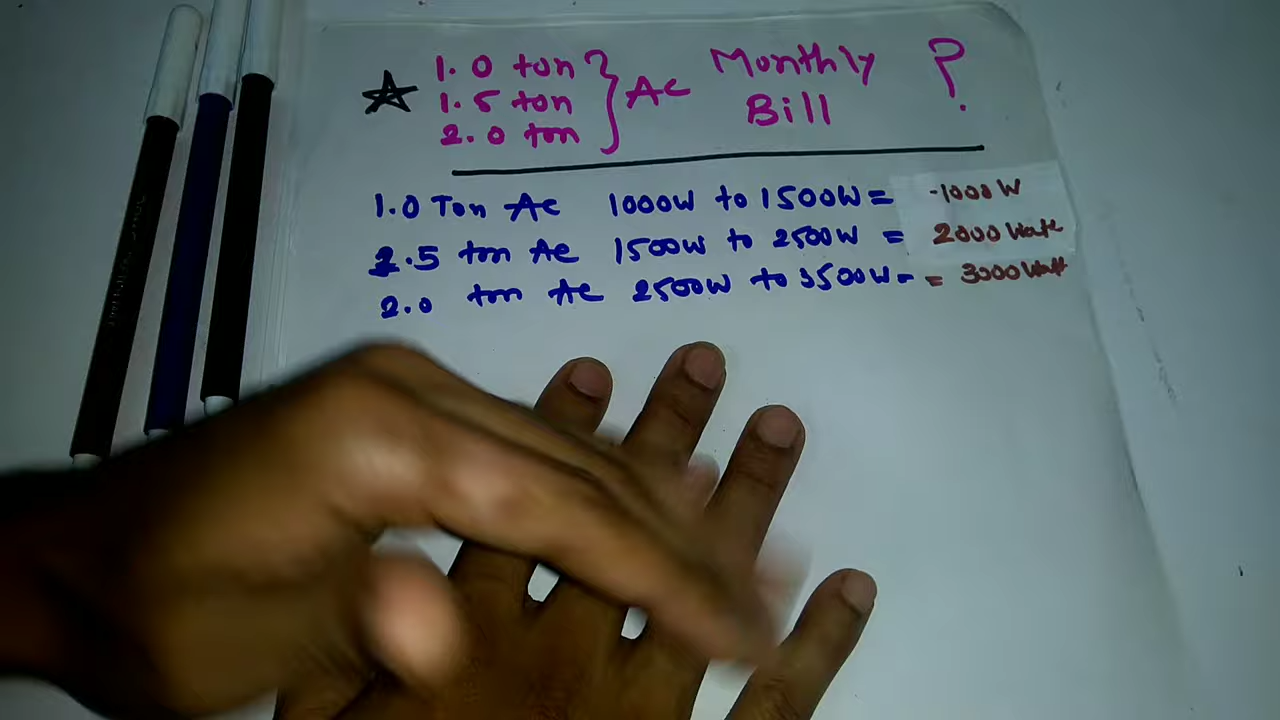 1.0 ton
1.5 ton
2.0 ton
AC Monthly Bill ?
1.0 Ton AC 1000W to 1500W = -1000 W
2.5 ton AC 1500W to 2500W = 2000 Watt
2.0 ton AC 2500W to 3500W- = 3000 Watt